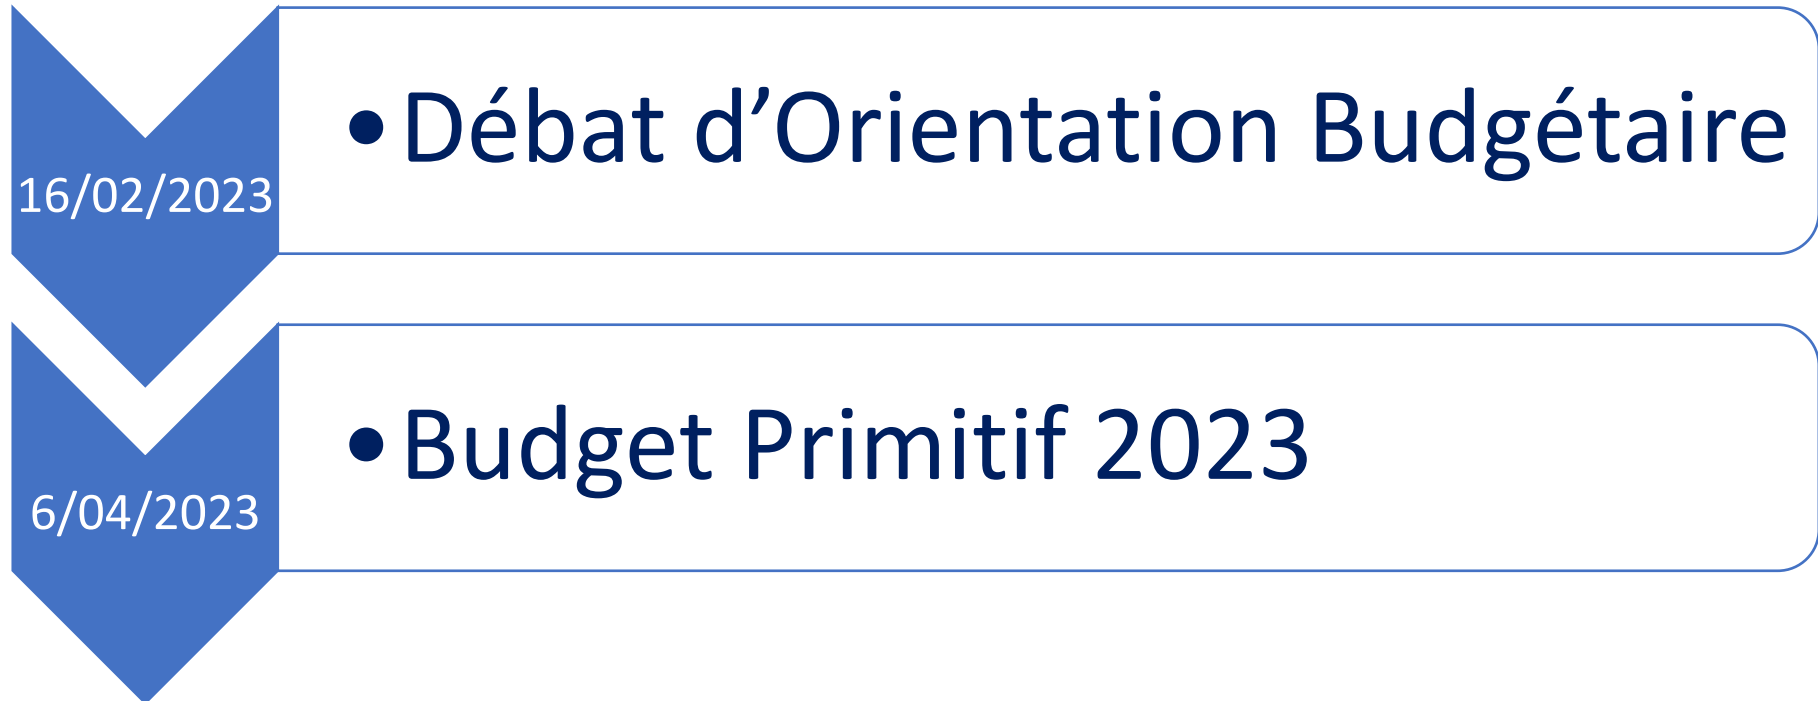 16/02/2023
•Débat d’Orientation Budgétaire
6/04/2023
•Budget Primitif 2023